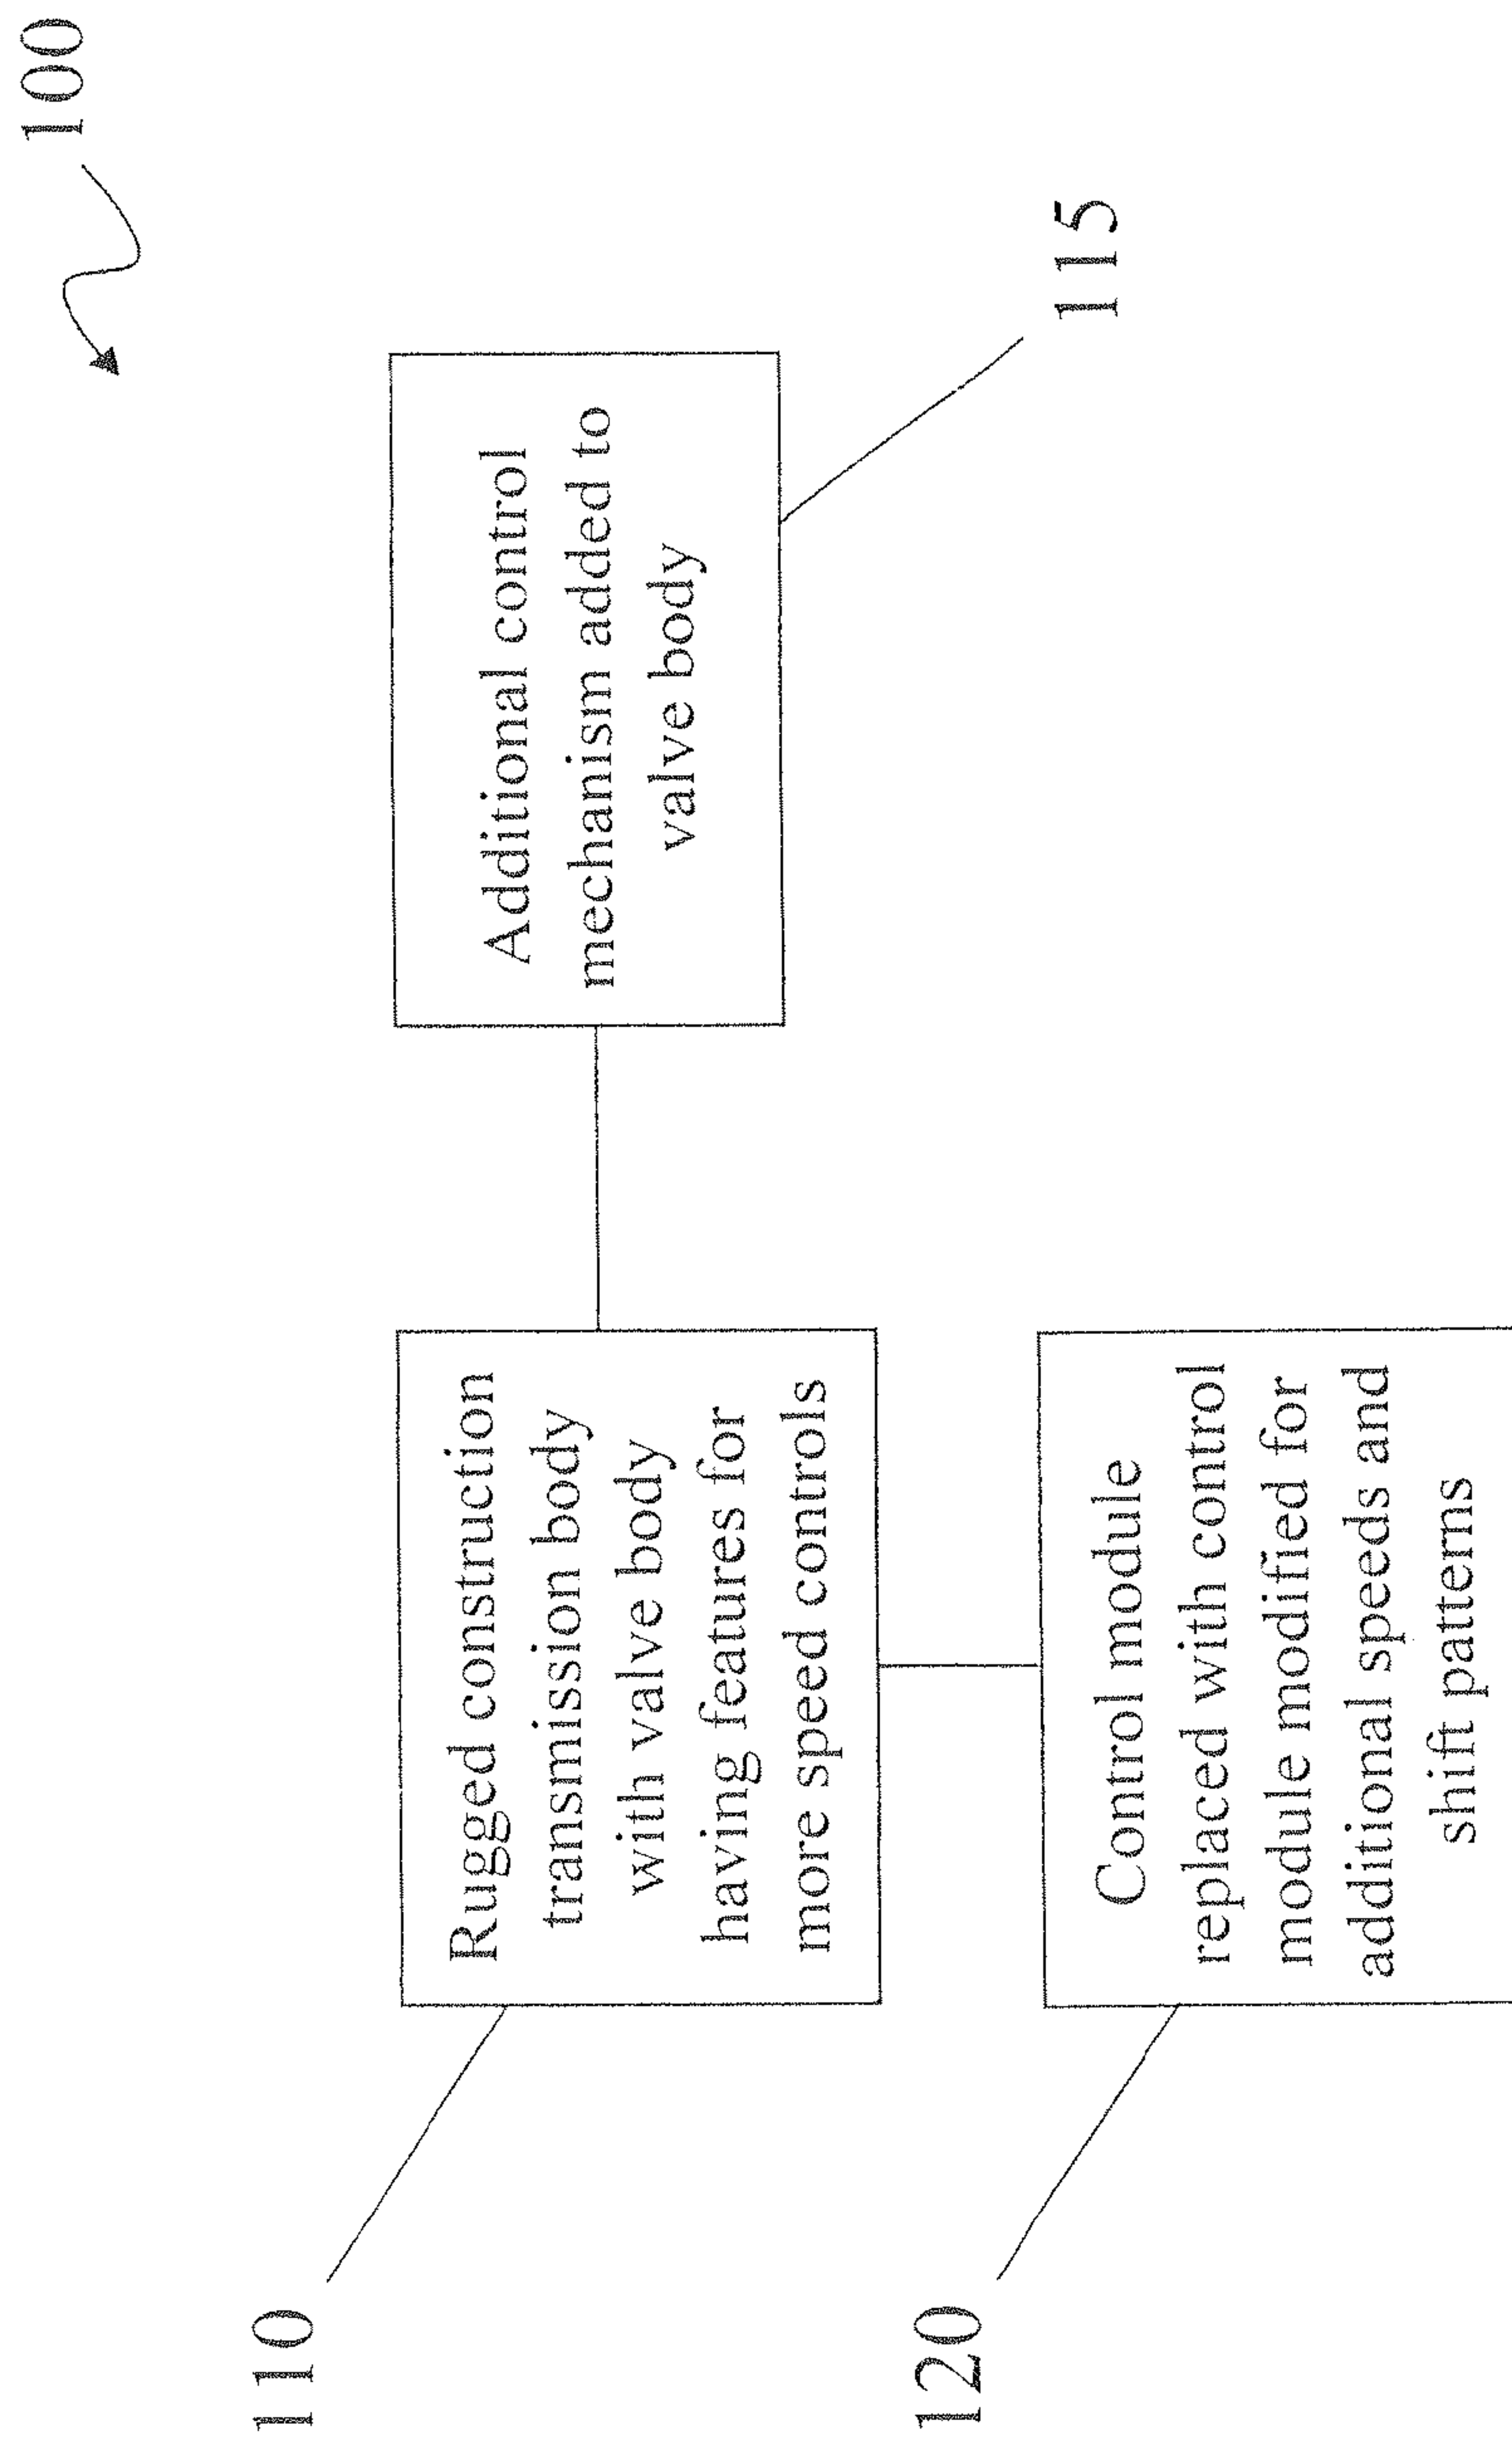 100
110
Rugged construction
transmission body
with valve body
having features for
more speed controls
Additional control
mechanism added to
valve body
115
120
Control module
replaced with control
module modified for
additional speeds and
shift patterns